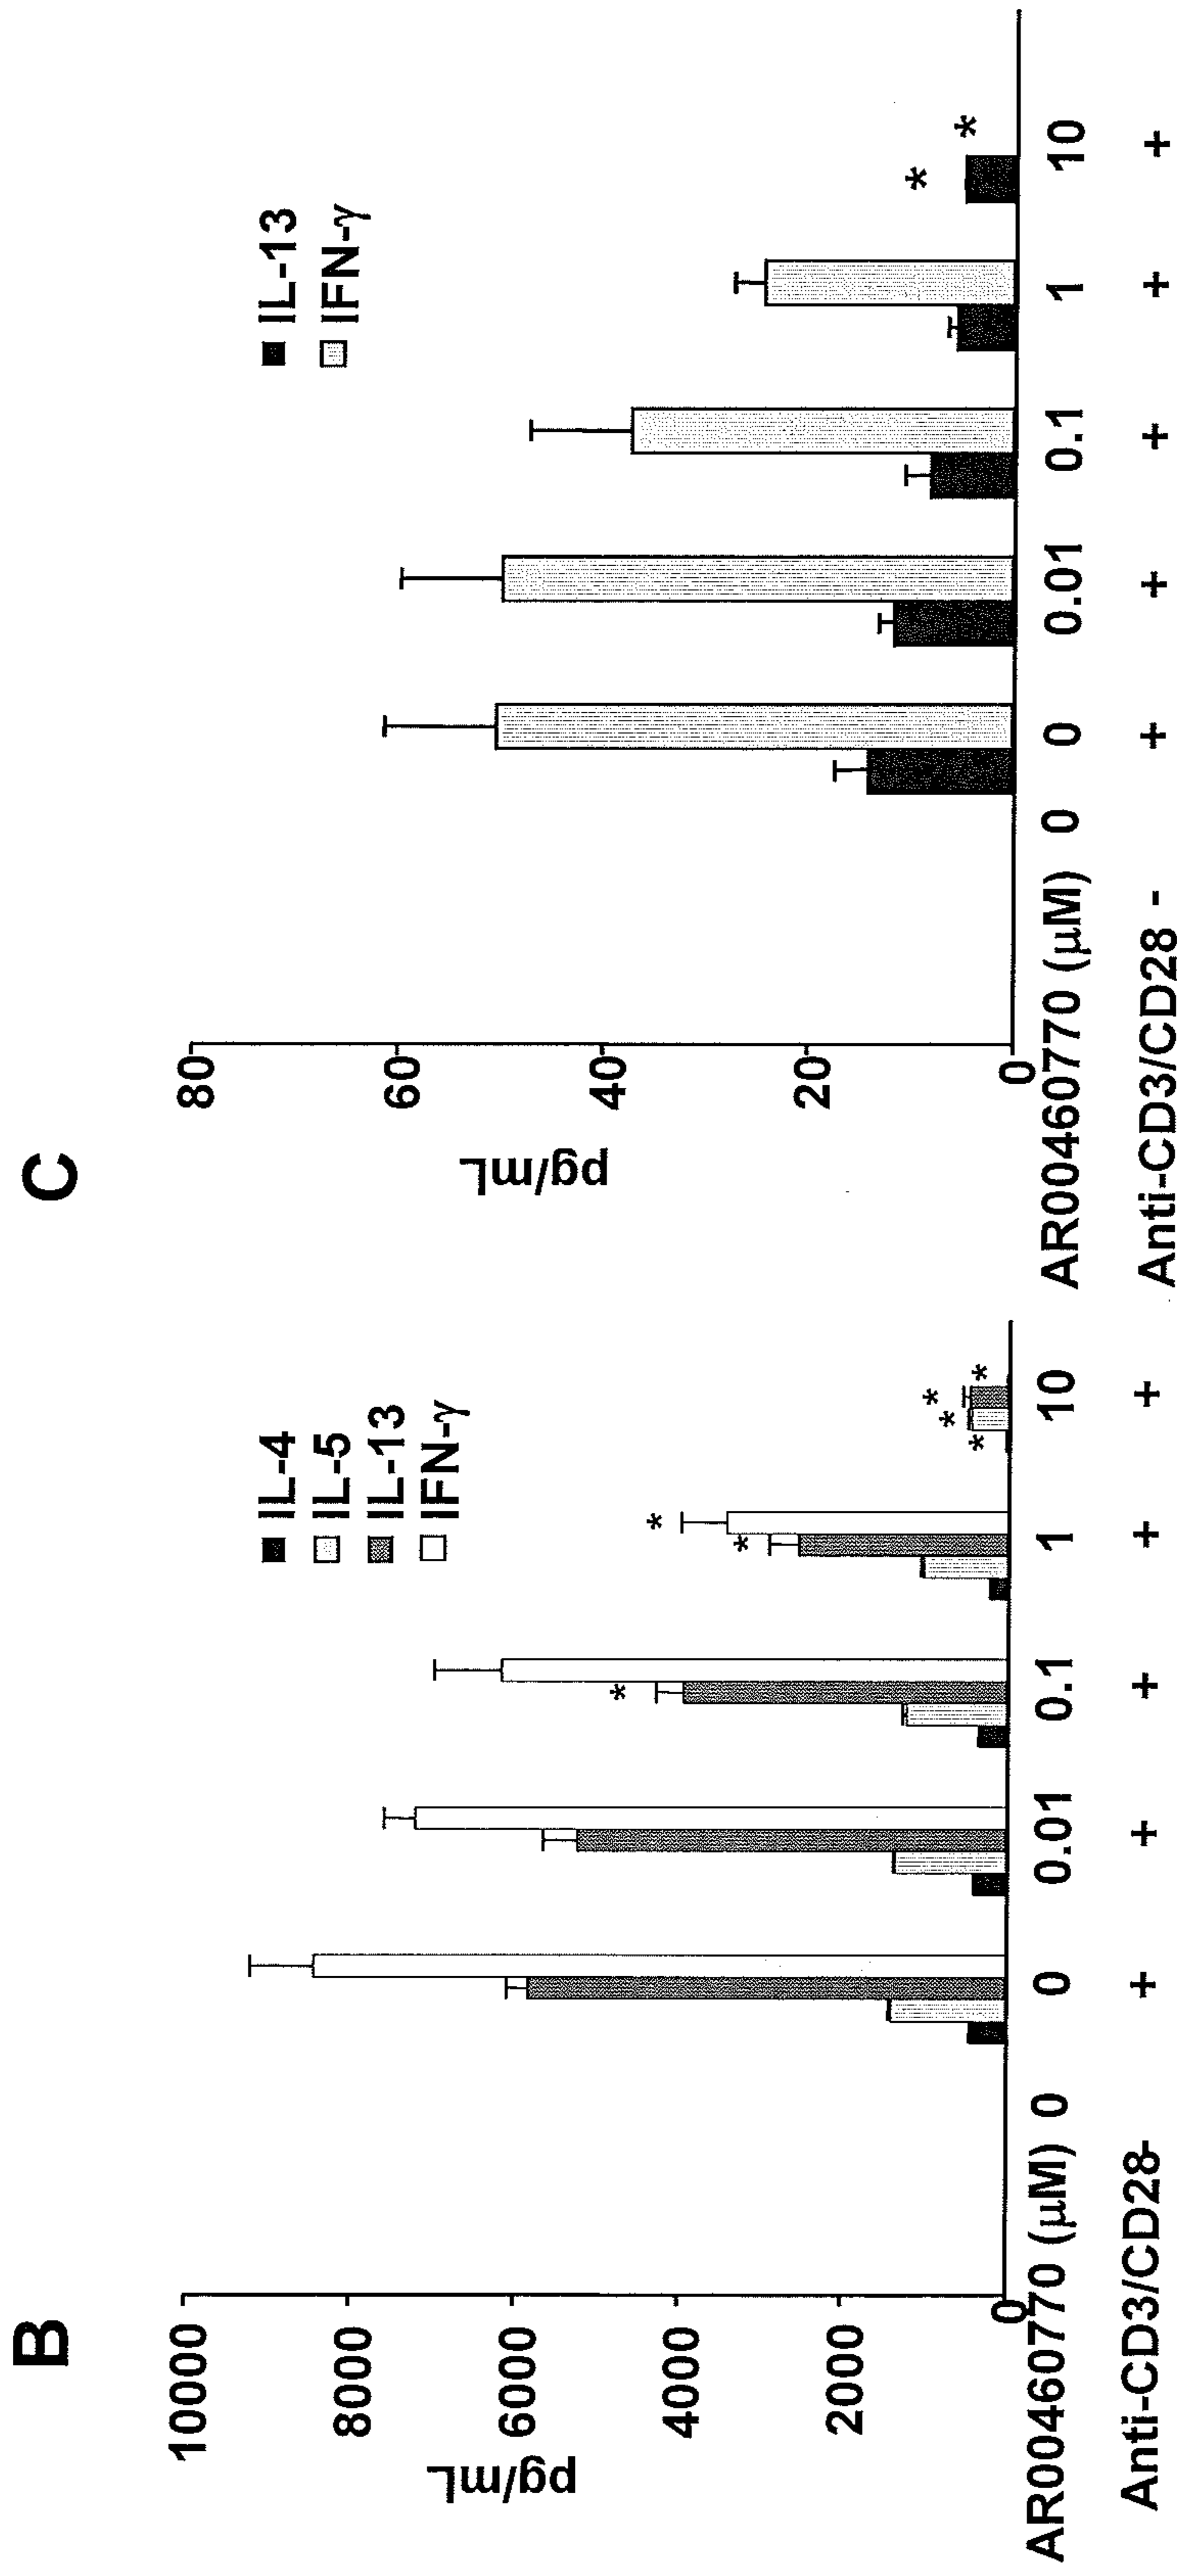 B
10000
8000
6000
4000
2000
0
pg/mL
IL-4
IL-5
IL-13
IFN-γ
*
* *
* * * *
AR00460770 (μM) 0 0 0.01 0.1 1 10
Anti-CD3/CD28 - + + + + +
C
80
60
40
20
0
pg/mL
IL-13
IFN-γ
* *
AR00460770 (μM) 0 0 0.01 0.1 1 10
Anti-CD3/CD28 - + + + + +